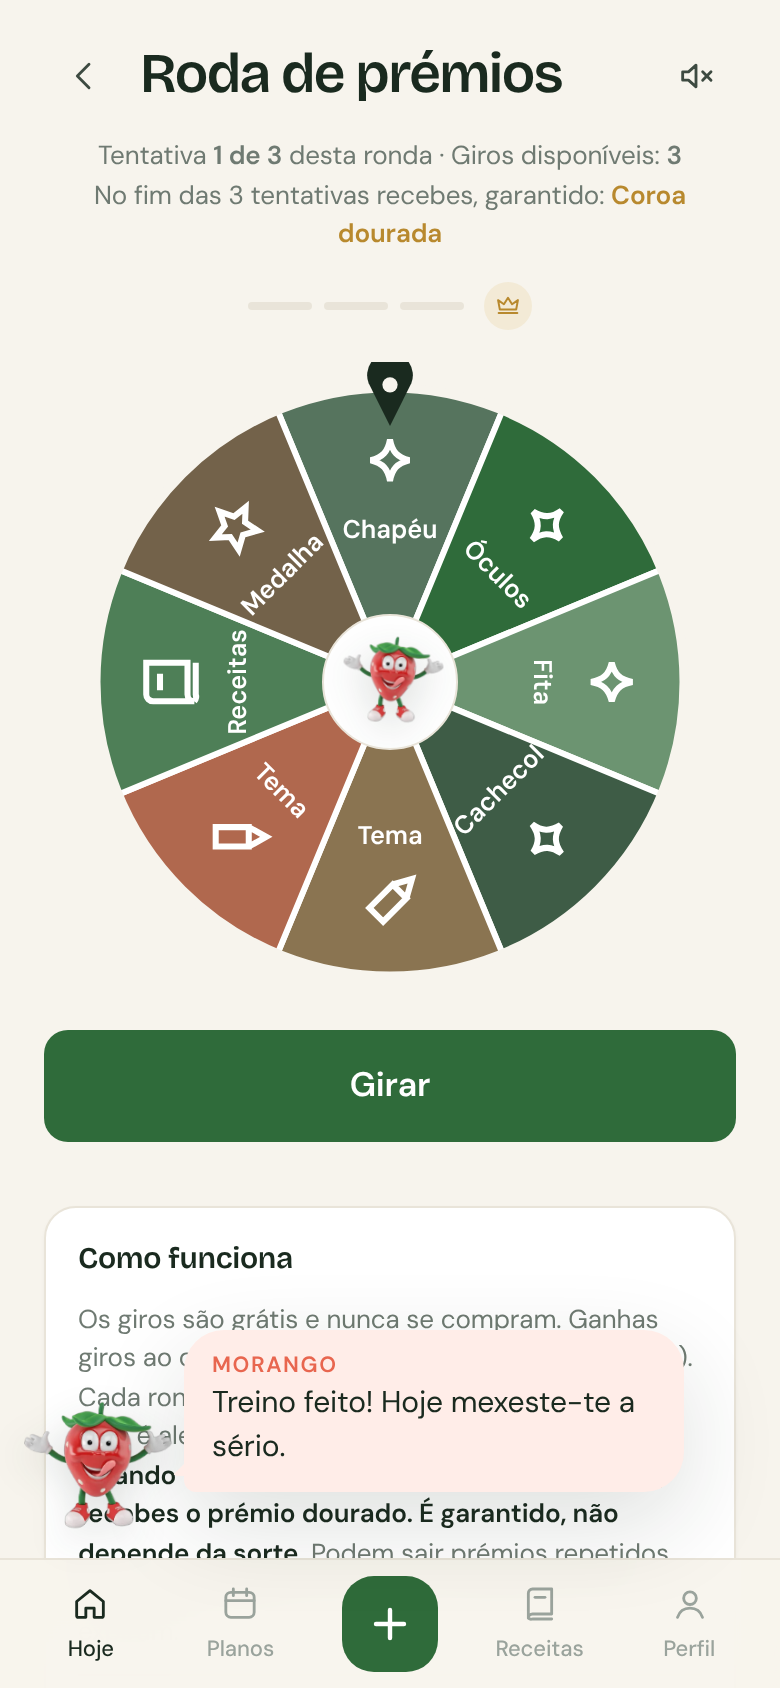 Roda de prémios
Tentativa 1 de 3 desta ronda · Giros disponíveis: 3
No fim das 3 tentativas recebes, garantido: Coroa
dourada
Chapéu
Óculos
Fita
Cachecol
Tema
Tema
Receitas
Medalha
Girar
Como funciona
Os giros são grátis e nunca se compram. Ganhas
giros ao
).
Cada
MORANGO
Treino feito! Hoje mexeste-te a
sério.
o prémio dourado. É garantido, não
depende da sorte. Podem sair prémios repetidos
Hoje
Planos
Receitas
Perfil